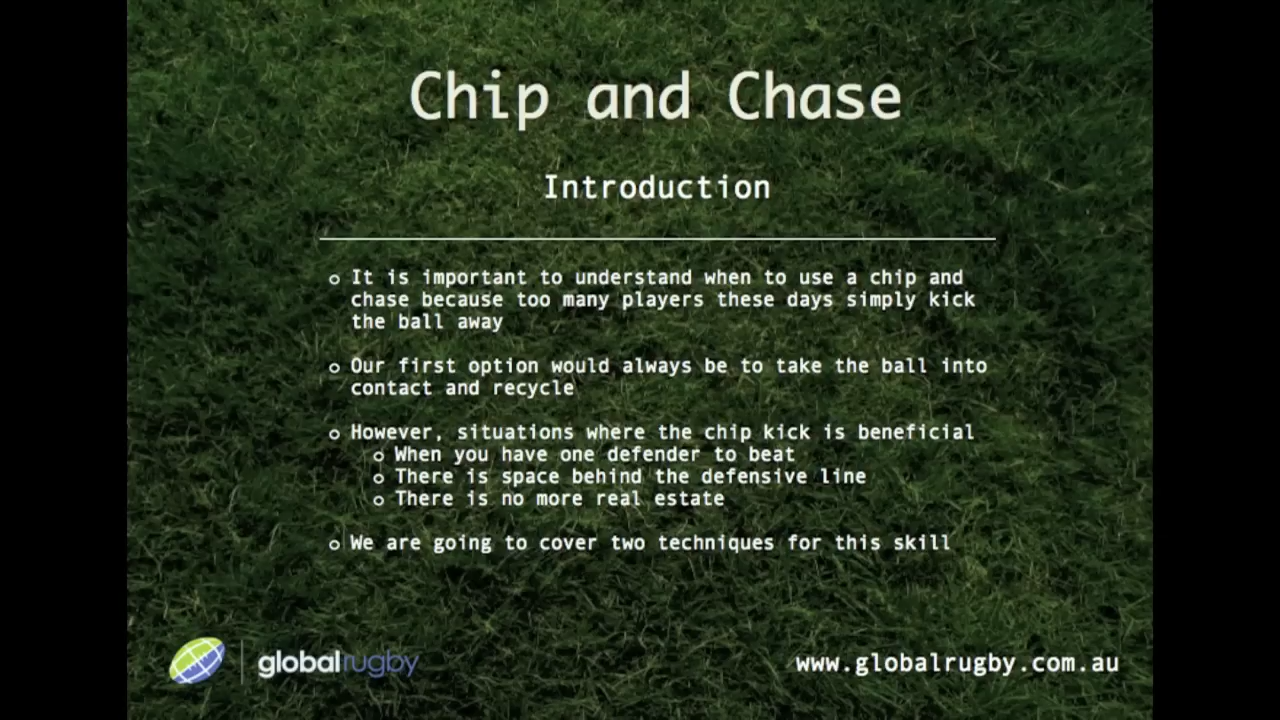 Chip and Chase
Introduction
o It is important to understand when to use a chip and
chase because too many players these days simply kick
the ball away
o Our first option would always be to take the ball into
contact and recycle
o However, situations where the chip kick is beneficial
o When you have one defender to beat
o There is space behind the defensive line
o There is no more real estate
o We are going to cover two techniques for this skill
globalrugby
www.globalrugby.com.au